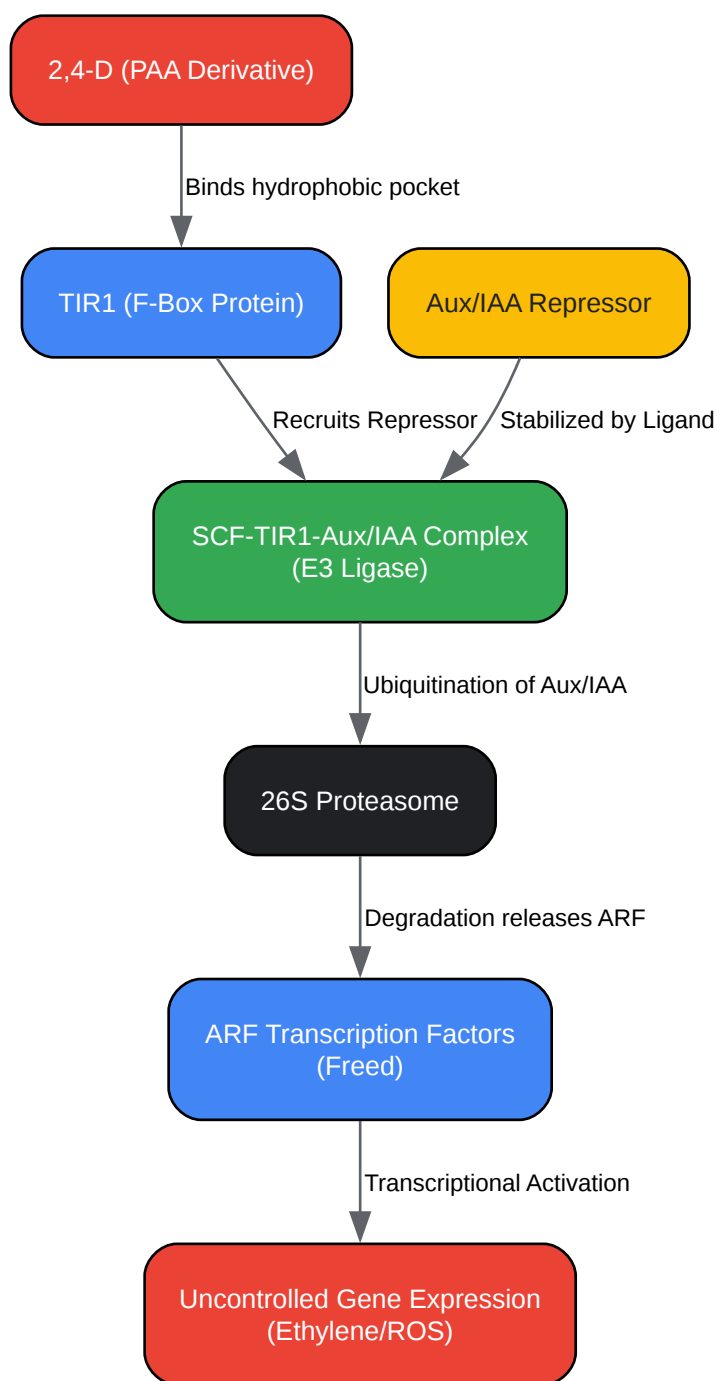 2,4-D (PAA Derivative)
Binds hydrophobic pocket
TIR1 (F-Box Protein)
Aux/IAA Repressor
Recruits Repressor
Stabilized by Ligand
SCF-TIR1-Aux/IAA Complex
(E3 Ligase)
Ubiquitination of Aux/IAA
26S Proteasome
Degradation releases ARF
ARF Transcription Factors
(Freed)
Transcriptional Activation
Uncontrolled Gene Expression
(Ethylene/ROS)